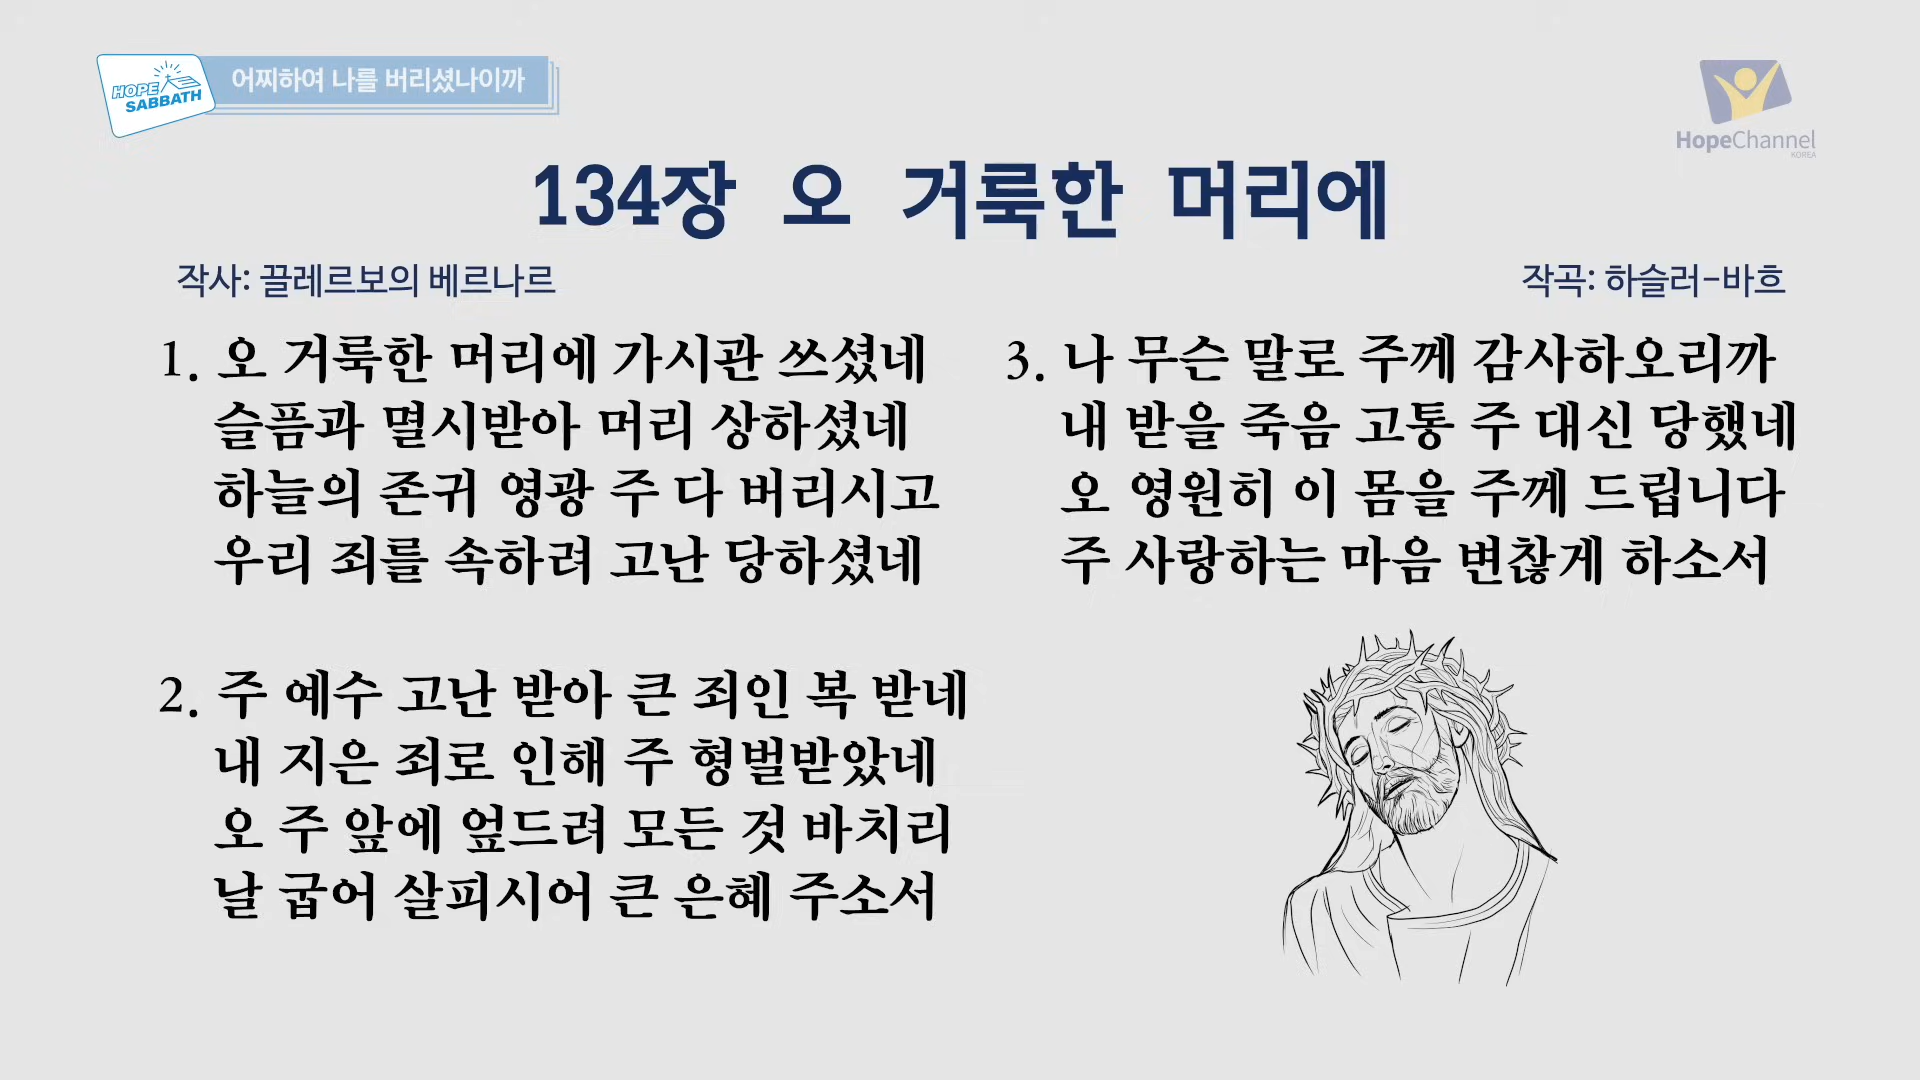 HOPE
SABBATH
어찌하여 나를 버리셨나이까
HopeChannel
KOREA
134장 오 거룩한 머리에
작사: 끌레르보의 베르나르
작곡: 하슬러-바흐
1. 오 거룩한 머리에 가시관 쓰셨네
슬픔과 멸시받아 머리 상하셨네
하늘의 존귀 영광 주 다 버리시고
우리 죄를 속하려 고난 당하셨네
2. 주 예수 고난 받아 큰 죄인 복 받네
내 지은 죄로 인해 주 형벌받았네
오 주 앞에 엎드려 모든 것 바치리
날 굽어 살피시어 큰 은혜 주소서
3. 나 무슨 말로 주께 감사하오리까
내 받을 죽음 고통 주 대신 당했네
오 영원히 이 몸을 주께 드립니다
주 사랑하는 마음 변찮게 하소서